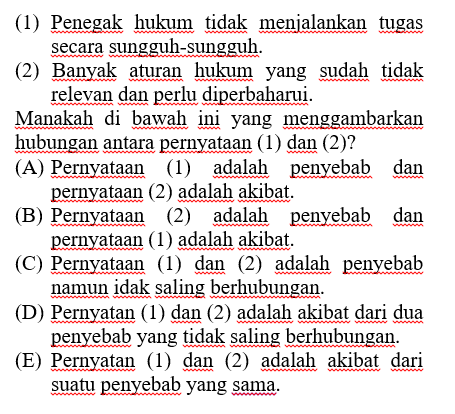 (1) Penegak hukum tidak menjalankan tugas
secara sungguh-sungguh.
(2) Banyak aturan hukum yang sudah tidak
relevan dan perlu diperbaharui.
Manakah di bawah ini yang menggambarkan
hubungan antara pernyataan (1) dan (2)?
(A) Pernyataan (1) adalah penyebab dan
pernyataan (2) adalah akibat.
(B) Pernyataan (2) adalah penyebab dan
pernyataan (1) adalah akibat.
(C) Pernyataan (1) dan (2) adalah penyebab
namun idak saling berhubungan.
(D) Pernyatan (1) dan (2) adalah akibat dari dua
penyebab yang tidak saling berhubungan.
(E) Pernyatan (1) dan (2) adalah akibat dari
suatu penyebab yang sama.